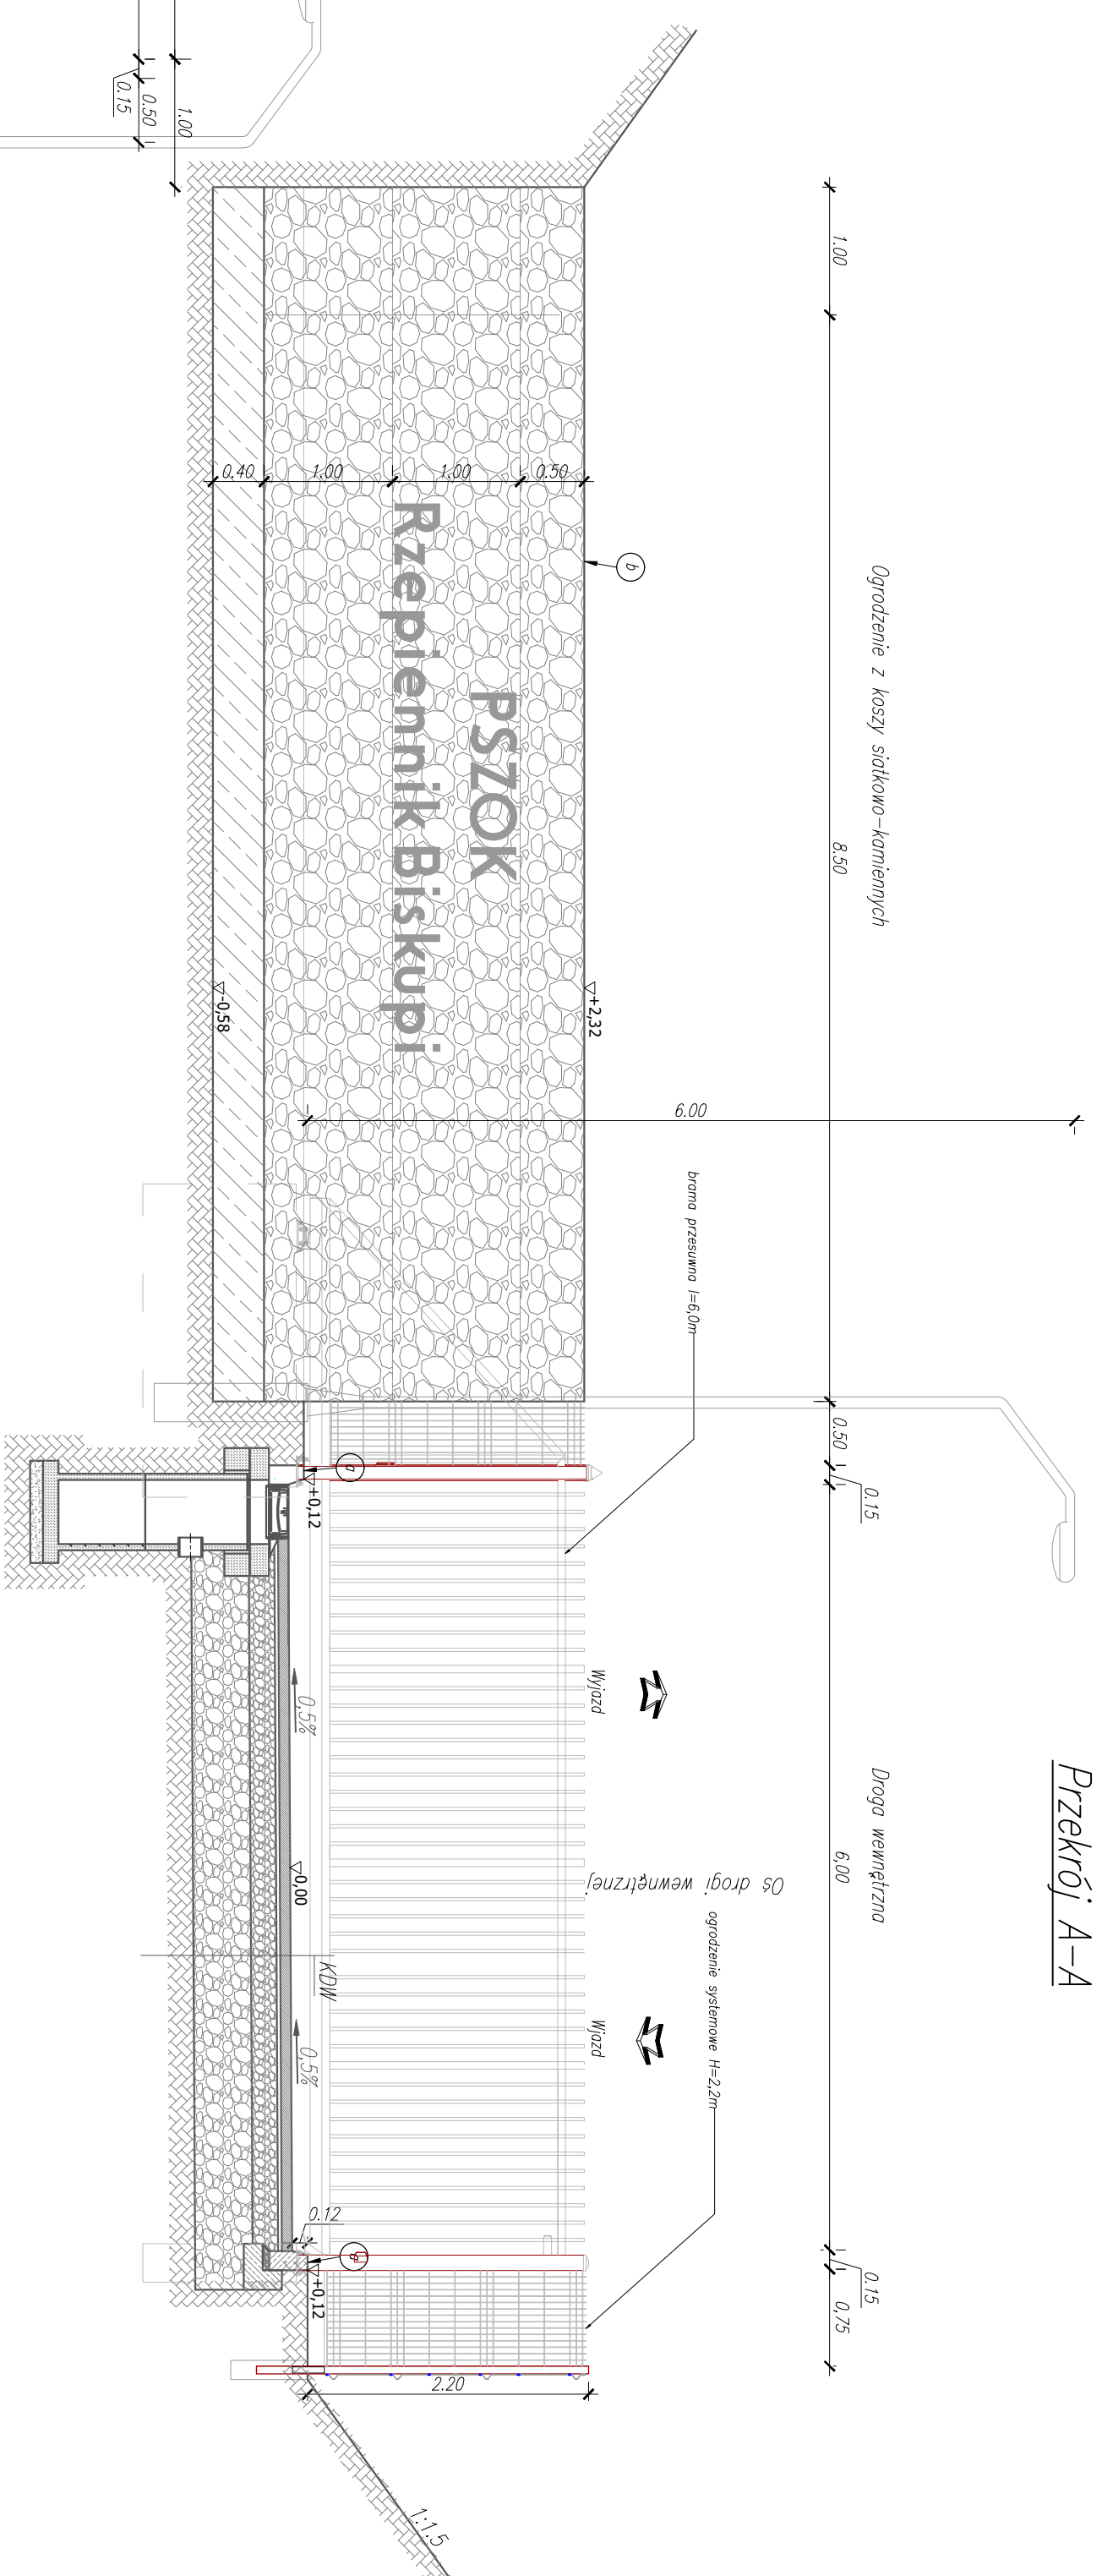 Przekrój A-A
Ogrodzenie z koszy siatkowo-kamiennych
Droga wewnętrzna
1.00
8.50
0.50
0.15
6,00
0.15
0,75
6.00
brama przesuwna l=6,0m
ogrodzenie systemowe H=2,2m
Oś drogi wewnętrznej
Wyjazd
Wjazd
b
+2,32
PSZOK
Rzepiennik Biskupi
0.50
1.00
1.00
0.40
-0,58
a
+0,12
0,5%
0,00
KDW
0,5%
0.12
a
+0,12
2.20
1:1.5
1.00
0.50
0.15